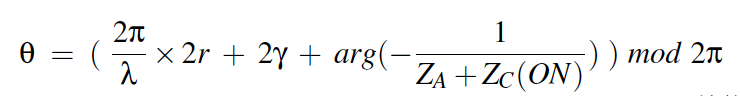 θ = ( 2π/λ × 2r + 2γ + arg(− 1/(Z_A + Z_C(ON)) ) ) mod 2π